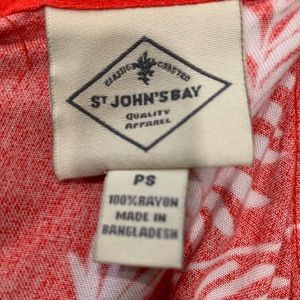 CLASSIC CRAFTED
ST JOHN'S BAY
QUALITY
APPAREL
PS
100% RAYON
MADE IN
BANGLADESH